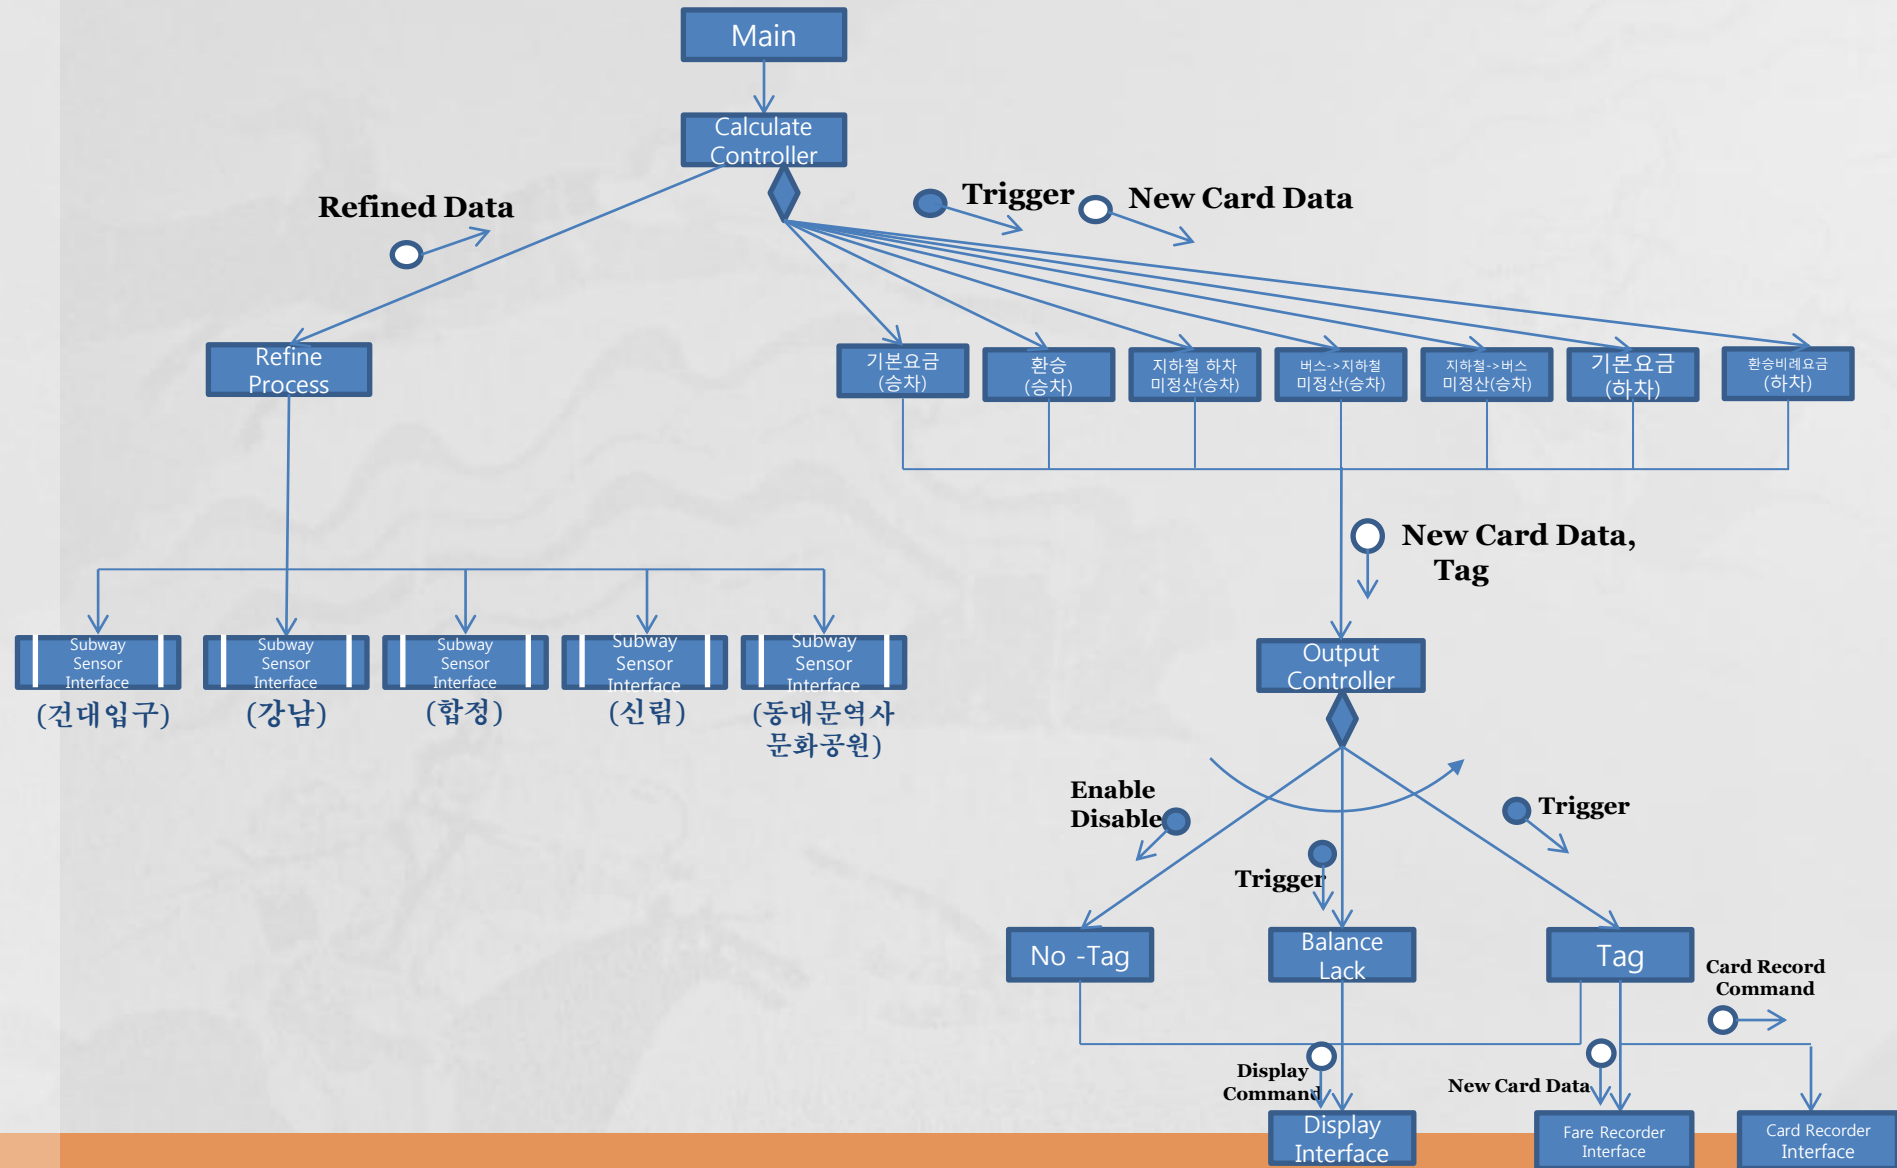 Main
Calculate
Controller
Refined Data
Trigger
New Card Data
Refine
Process
기본요금
(승차)
환승
(승차)
지하철 하차
미정산(승차)
버스->지하철
미정산(승차)
지하철->버스
미정산(승차)
기본요금
(하차)
환승비례요금
(하차)
New Card Data,
Tag
Subway
Sensor
Interface
(건대입구)
Subway
Sensor
Interface
(강남)
Subway
Sensor
Interface
(합정)
Subway
Sensor
Interface
(신림)
Subway
Sensor
Interface
(동대문역사
문화공원)
Output
Controller
Enable
Disable
Trigger
Trigger
No -Tag
Balance
Lack
Tag
Card Record
Command
Display
Command
New Card Data
Display
Interface
Fare Recorder
Interface
Card Recorder
Interface